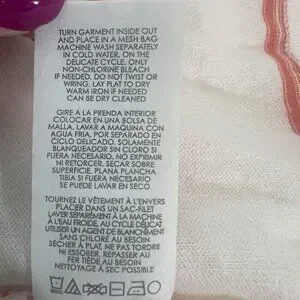 TURN GARMENT INSIDE OUT
AND PLACE IN A MESH BAG
MACHINE WASH SEPARATELY
IN COLD WATER, ON THE
DELICATE CYCLE. ONLY
NON-CHLORINE BLEACH
IF NEEDED. DO NOT TWIST OR
WRING. LAY FLAT TO DRY
WARM IRON IF NEEDED
CAN BE DRY CLEANED
GIRE À LA PRENDA INTERIOR
COLOCAR EN UNA BOLSA DE
MALLA. LAVAR A MAQUINA CON
AGUA FRIA, POR SEPARADO EN
CICLO DELICADO. SOLAMENTE
BLANQUEADOR SIN CLORO SI
FUERA NECESARIO. NO EXPRIMIR
NI RETORCER. SECAR SOBRE
SUPERFICIE. PLANA PLANCHA
TIBIA SI FUERA NECESARIO
SE PUEDA LAVAR EN SECO
TOURNEZ LE VÊTEMENT À L'ENVERS
PLACER DANS UN SAC-FILET
LAVER SÉPARÉMENT À LA MACHINE
À L'EAU FROIDE, AU CYCLE DÉLICAT
UTILISER UN AGENT DE BLANCHÎMENT
SANS CHLORE AU BESOIN
SÉCHER À PLAT, NE PAS TORDRE
NI ESSORER. REPASSER AU
FER TIÈDE AU BESOIN
NETTOYAGE À SEC POSSIBLE